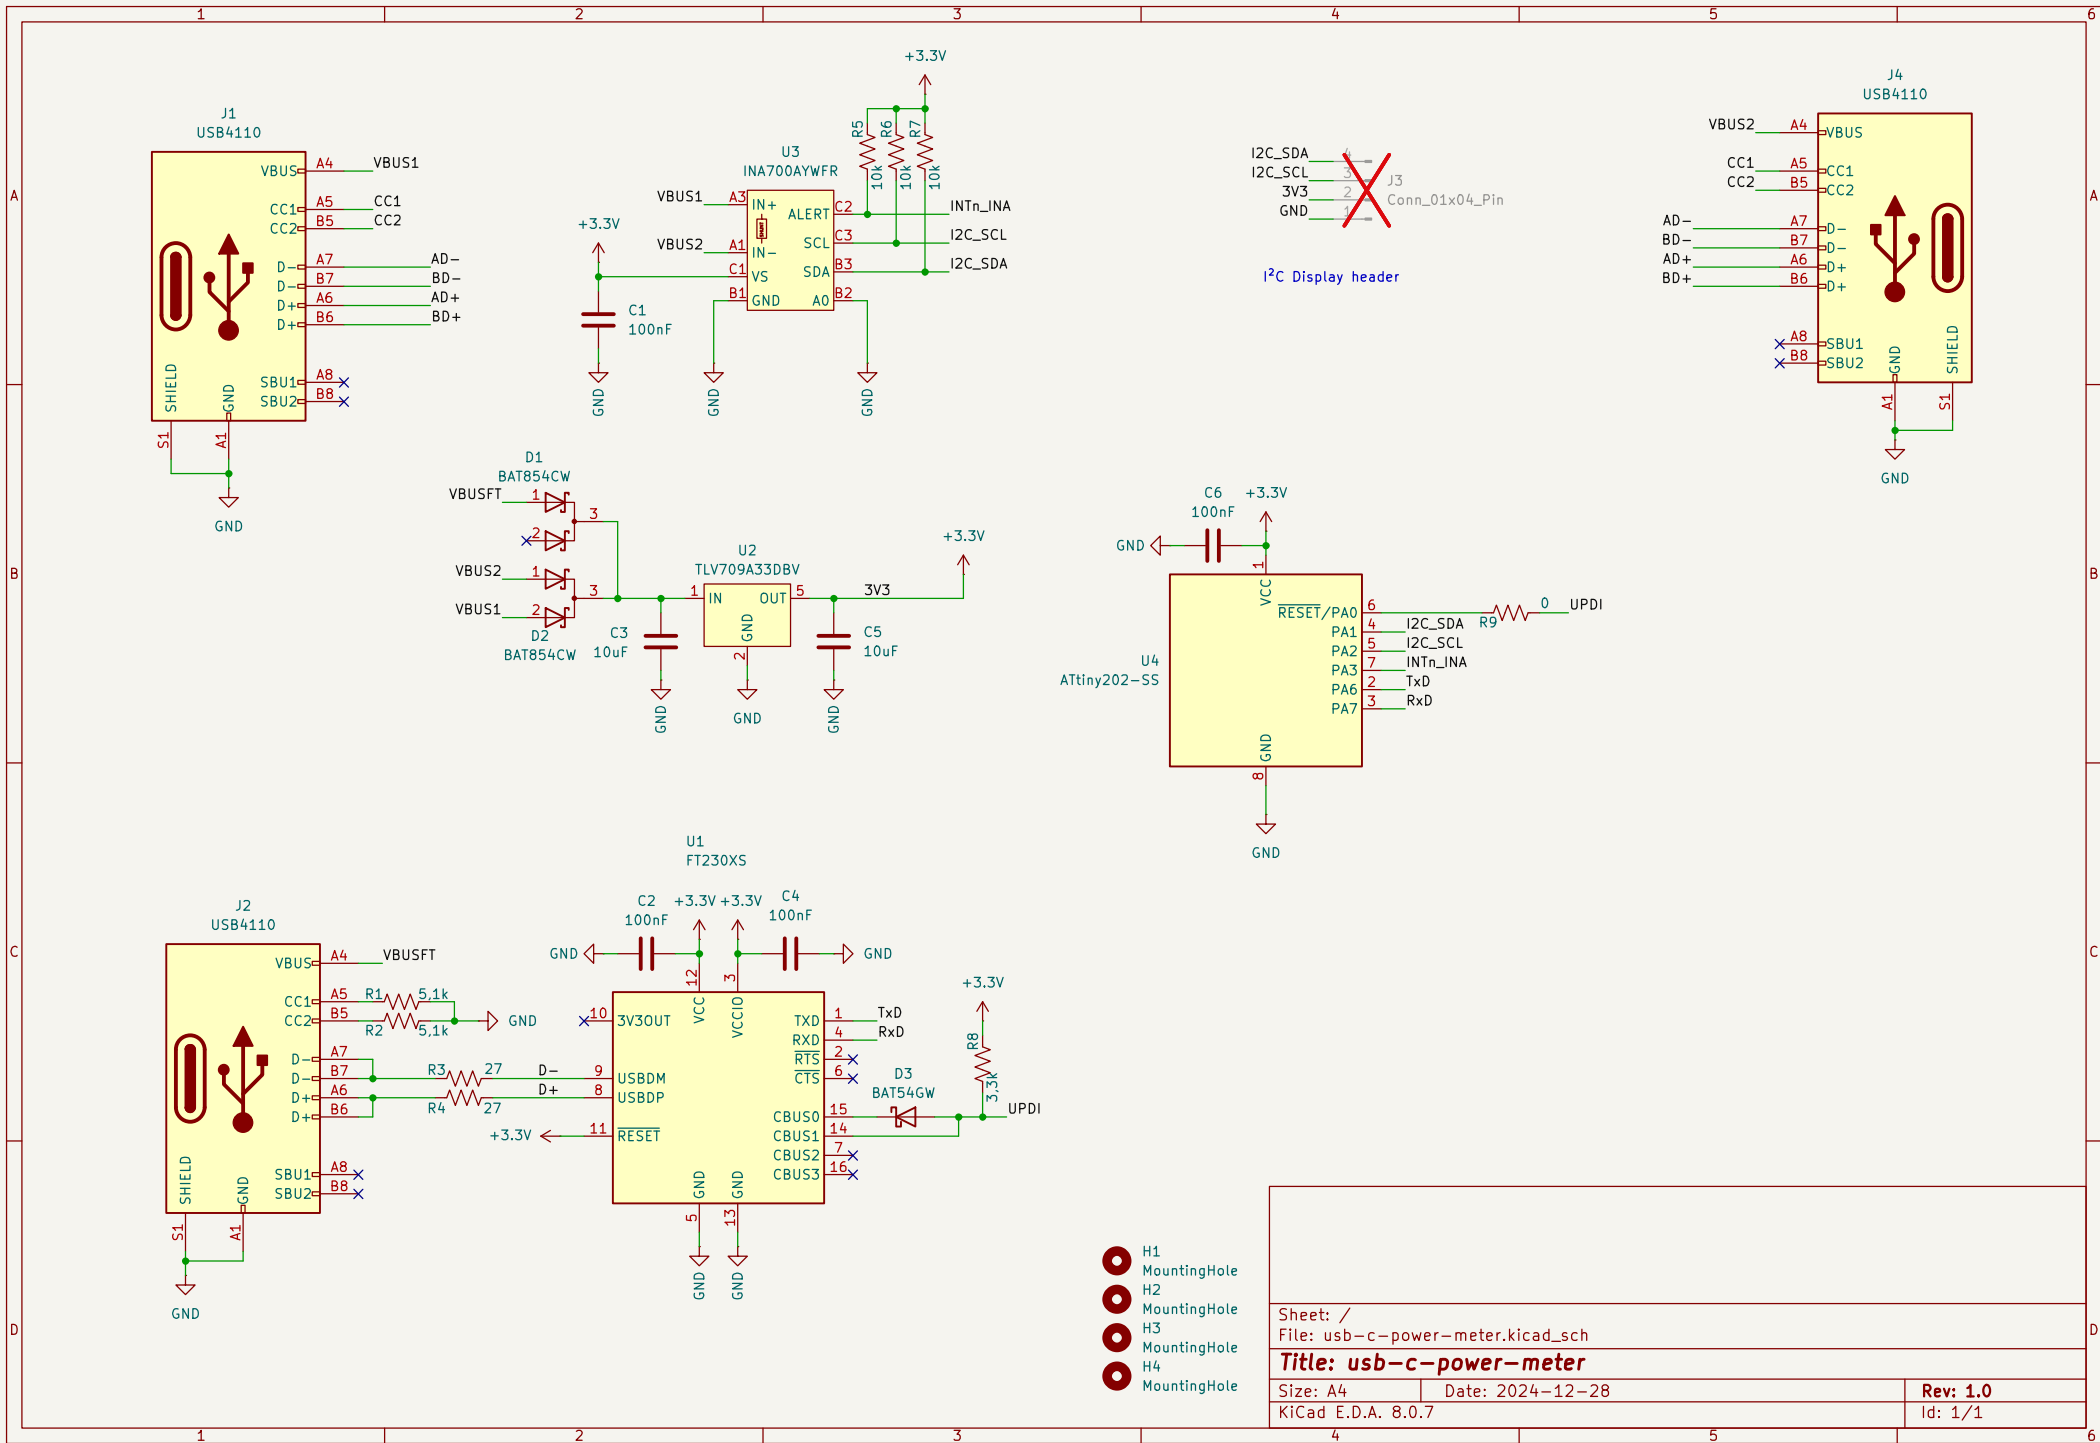 1 2 3 4 5 6
A
B
C
D
A
B
C
D
1 2 3 4 5 6
J1
USB4110
VBUS A4 VBUS1
CC1 A5 CC1
CC2 B5 CC2
D- A7 AD-
D- B7 BD-
D+ A6 AD+
D+ B6 BD+
SBU1 A8
SBU2 B8
SHIELD GND
S1 A1
GND
+3.3V
R5 R6 R7
10k 10k 10k
U3
INA700AYWFR
VBUS1 A3 IN+
VBUS2 A1 IN-
C1 VS
B1 GND
SHUNT
ALERT C2 INTn_INA
SCL C3 I2C_SCL
SDA B3 I2C_SDA
A0 B2
+3.3V
C1
100nF
GND GND GND
I2C_SDA 4
I2C_SCL 3
3V3 2
GND 1
J3
Conn_01x04_Pin
I²C Display header
J4
USB4110
VBUS2 A4 VBUS
CC1 A5 CC1
CC2 B5 CC2
AD- A7 D-
BD- B7 D-
AD+ A6 D+
BD+ B6 D+
A8 SBU1
B8 SBU2
GND SHIELD
A1 S1
GND
D1
BAT854CW
VBUSFT 1
2
3
VBUS2 1
VBUS1 2
3
D2
BAT854CW
C3
10uF
GND
U2
TLV709A33DBV
1 IN OUT 5
GND
2
GND
3V3
+3.3V
C5
10uF
GND
C6
100nF
+3.3V
GND
1
VCC
U4
ATtiny202-SS
RESET/PA0 6
R9
0
UPDI
PA1 4 I2C_SDA
PA2 5 I2C_SCL
PA3 7 INTn_INA
PA6 2 TxD
PA7 3 RxD
GND
8
GND
J2
USB4110
VBUS A4 VBUSFT
CC1 A5 R1 5,1k
CC2 B5 R2 5,1k
GND
D- A7
D- B7 R3 27 D-
D+ A6 R4 27 D+
D+ B6
SBU1 A8
SBU2 B8
SHIELD GND
S1 A1
GND
U1
FT230XS
C2
100nF
+3.3V +3.3V
C4
100nF
GND GND
12 3
VCC VCCIO
10 3V3OUT
9 USBDM
8 USBDP
+3.3V 11 RESET
TXD 1 TxD
RXD 4 RxD
RTS 2
CTS 6
CBUS0 15
CBUS1 14
CBUS2 7
CBUS3 16
GND GND
5 13
GND GND
D3
BAT54GW
+3.3V
R8
3,3k
UPDI
H1
MountingHole
H2
MountingHole
H3
MountingHole
H4
MountingHole
Sheet: /
File: usb-c-power-meter.kicad_sch
Title: usb-c-power-meter
Size: A4 Date: 2024-12-28 Rev: 1.0
KiCad E.D.A. 8.0.7 Id: 1/1